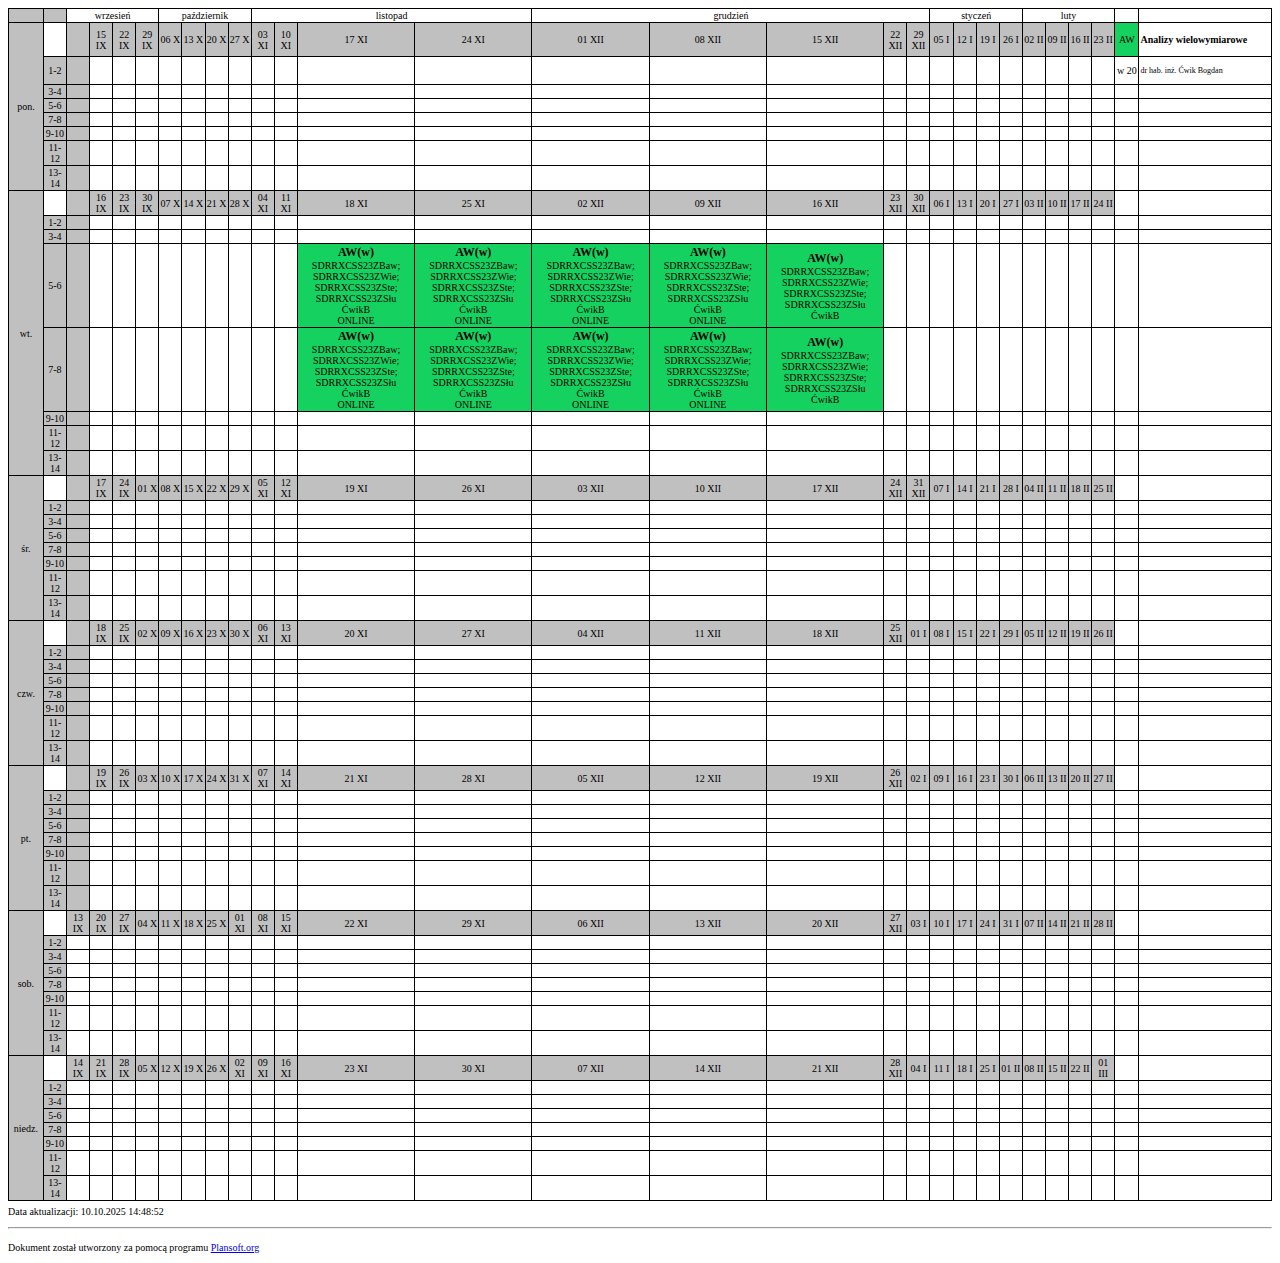 wrzesień październik listopad grudzień styczeń luty
15 IX 22 IX 29 IX 06 X 13 X 20 X 27 X 03 XI 10 XI 17 XI 24 XI 01 XII 08 XII 15 XII 22 XII 29 XII 05 I 12 I 19 I 26 I 02 II 09 II 16 II 23 II AW Analizy wielowymiarowe
pon.
1-2 w 20 dr hab. inż. Ćwik Bogdan
3-4
5-6
7-8
9-10
11-12
13-14
wt.
16 IX 23 IX 30 IX 07 X 14 X 21 X 28 X 04 XI 11 XI 18 XI 25 XI 02 XII 09 XII 16 XII 23 XII 30 XII 06 I 13 I 20 I 27 I 03 II 10 II 17 II 24 II
1-2
3-4
5-6
AW(w) AW(w) AW(w) AW(w) AW(w)
SDRRXCSS23ZBaw; SDRRXCSS23ZBaw; SDRRXCSS23ZBaw; SDRRXCSS23ZBaw; SDRRXCSS23ZBaw;
SDRRXCSS23ZWie; SDRRXCSS23ZWie; SDRRXCSS23ZWie; SDRRXCSS23ZWie; SDRRXCSS23ZWie;
SDRRXCSS23ZSte; SDRRXCSS23ZSte; SDRRXCSS23ZSte; SDRRXCSS23ZSte; SDRRXCSS23ZSte;
SDRRXCSS23ZSłu SDRRXCSS23ZSłu SDRRXCSS23ZSłu SDRRXCSS23ZSłu SDRRXCSS23ZSłu
ĆwikB ĆwikB ĆwikB ĆwikB ĆwikB
ONLINE ONLINE ONLINE ONLINE
7-8
AW(w) AW(w) AW(w) AW(w) AW(w)
SDRRXCSS23ZBaw; SDRRXCSS23ZBaw; SDRRXCSS23ZBaw; SDRRXCSS23ZBaw; SDRRXCSS23ZBaw;
SDRRXCSS23ZWie; SDRRXCSS23ZWie; SDRRXCSS23ZWie; SDRRXCSS23ZWie; SDRRXCSS23ZWie;
SDRRXCSS23ZSte; SDRRXCSS23ZSte; SDRRXCSS23ZSte; SDRRXCSS23ZSte; SDRRXCSS23ZSte;
SDRRXCSS23ZSłu SDRRXCSS23ZSłu SDRRXCSS23ZSłu SDRRXCSS23ZSłu SDRRXCSS23ZSłu
ĆwikB ĆwikB ĆwikB ĆwikB ĆwikB
ONLINE ONLINE ONLINE ONLINE
9-10
11-12
13-14
śr.
17 IX 24 IX 01 X 08 X 15 X 22 X 29 X 05 XI 12 XI 19 XI 26 XI 03 XII 10 XII 17 XII 24 XII 31 XII 07 I 14 I 21 I 28 I 04 II 11 II 18 II 25 II
1-2
3-4
5-6
7-8
9-10
11-12
13-14
czw.
18 IX 25 IX 02 X 09 X 16 X 23 X 30 X 06 XI 13 XI 20 XI 27 XI 04 XII 11 XII 18 XII 25 XII 01 I 08 I 15 I 22 I 29 I 05 II 12 II 19 II 26 II
1-2
3-4
5-6
7-8
9-10
11-12
13-14
pt.
19 IX 26 IX 03 X 10 X 17 X 24 X 31 X 07 XI 14 XI 21 XI 28 XI 05 XII 12 XII 19 XII 26 XII 02 I 09 I 16 I 23 I 30 I 06 II 13 II 20 II 27 II
1-2
3-4
5-6
7-8
9-10
11-12
13-14
sob.
13 IX 20 IX 27 IX 04 X 11 X 18 X 25 X 01 XI 08 XI 15 XI 22 XI 29 XI 06 XII 13 XII 20 XII 27 XII 03 I 10 I 17 I 24 I 31 I 07 II 14 II 21 II 28 II
1-2
3-4
5-6
7-8
9-10
11-12
13-14
niedz.
14 IX 21 IX 28 IX 05 X 12 X 19 X 26 X 02 XI 09 XI 16 XI 23 XI 30 XI 07 XII 14 XII 21 XII 28 XII 04 I 11 I 18 I 25 I 01 II 08 II 15 II 22 II 01 III
1-2
3-4
5-6
7-8
9-10
11-12
13-14
Data aktualizacji: 10.10.2025 14:48:52
Dokument został utworzony za pomocą programu Plansoft.org